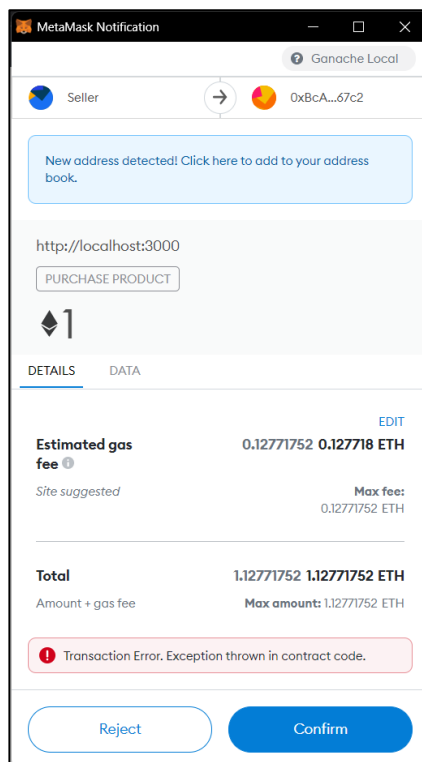 MetaMask Notification
Ganache Local
Seller
0xBcA...67c2
New address detected! Click here to add to your address
book.
http://localhost:3000
PURCHASE PRODUCT
1
DETAILS DATA
EDIT
Estimated gas 0.12771752 0.127718 ETH
fee
Site suggested Max fee:
0.12771752 ETH
Total 1.12771752 1.12771752 ETH
Amount + gas fee Max amount: 1.12771752 ETH
Transaction Error. Exception thrown in contract code.
Reject Confirm